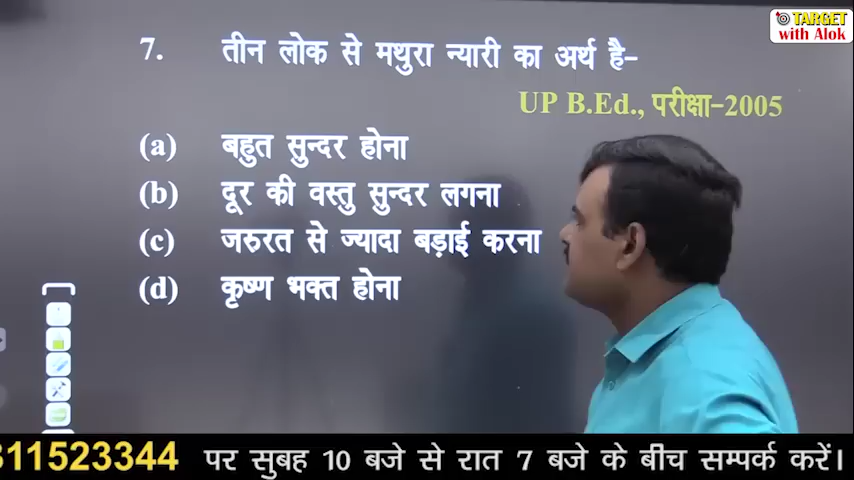 TARGET
with Alok
7. तीन लोक से मथुरा न्यारी का अर्थ है-
UP B.Ed., परीक्षा-2005
(a) बहुत सुन्दर होना
(b) दूर की वस्तु सुन्दर लगना
(c) जरुरत से ज्यादा बड़ाई करना
(d) कृष्ण भक्त होना
311523344 पर सुबह 10 बजे से रात 7 बजे के बीच सम्पर्क करें।